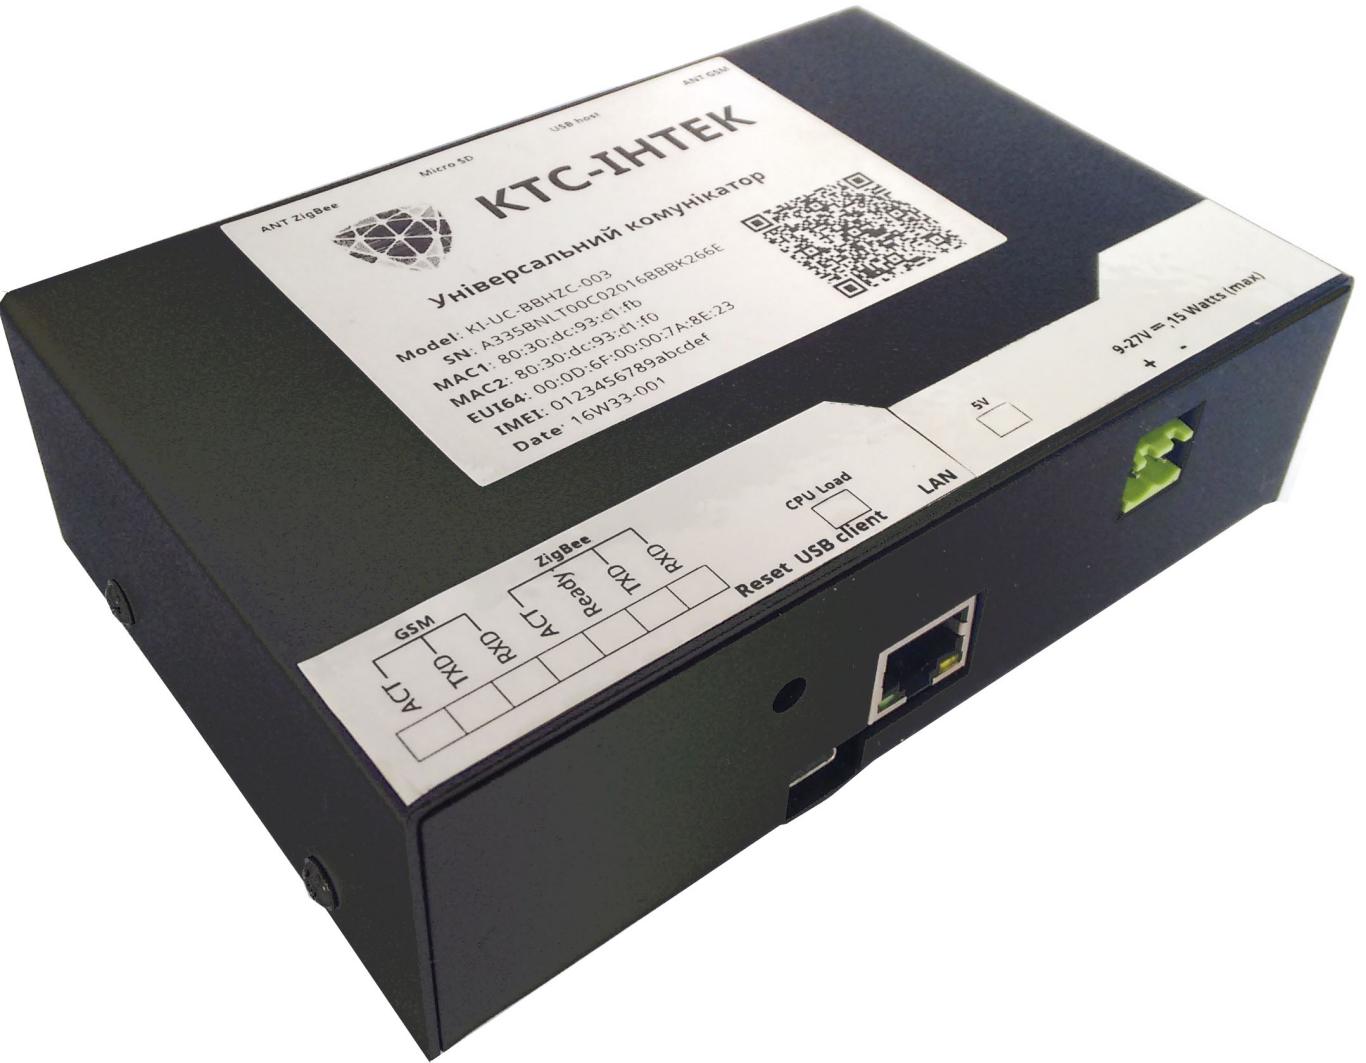 ANT ZigBee
Micro SD
USB host
ANT GSM
КТС-ІНТЕК
Універсальний комунікатор
Model: KI-UC-BBHZC-003
SN: A335BNLT00C02016BBBK266E
MAC1: 80:30:dc:93:d1:fb
MAC2: 80:30:dc:93:d1:f0
EUI64: 00:0D:6F:00:00:7A:8E:23
IMEI: 0123456789abcdef
Date: 16W33-001
GSM
ACT
TXD
RXD
ZigBee
ACT
Ready
TXD
RXD
CPU Load
Reset
USB client
LAN
5V
9-27V ⎓ ,15 Watts (max)
+ -